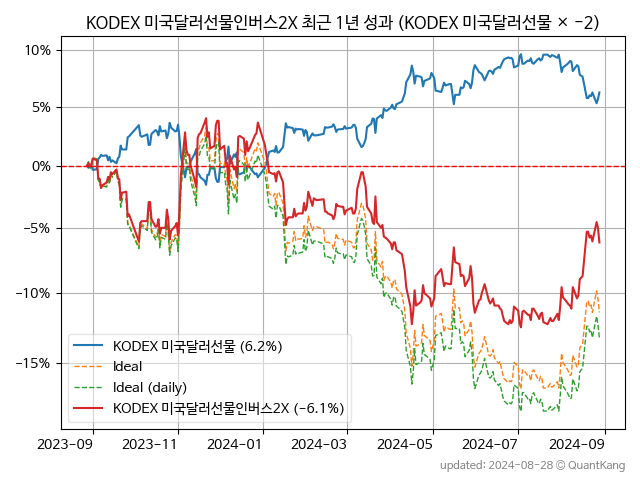 KODEX 미국달러선물인버스2X 최근 1년 성과 (KODEX 미국달러선물 × −2)
10%
5%
0%
−5%
−10%
−15%
KODEX 미국달러선물 (6.2%)
Ideal
Ideal (daily)
KODEX 미국달러선물인버스2X (−6.1%)
2023-09 2023-11 2024-01 2024-03 2024-05 2024-07 2024-09
updated: 2024-08-28 © QuantKang